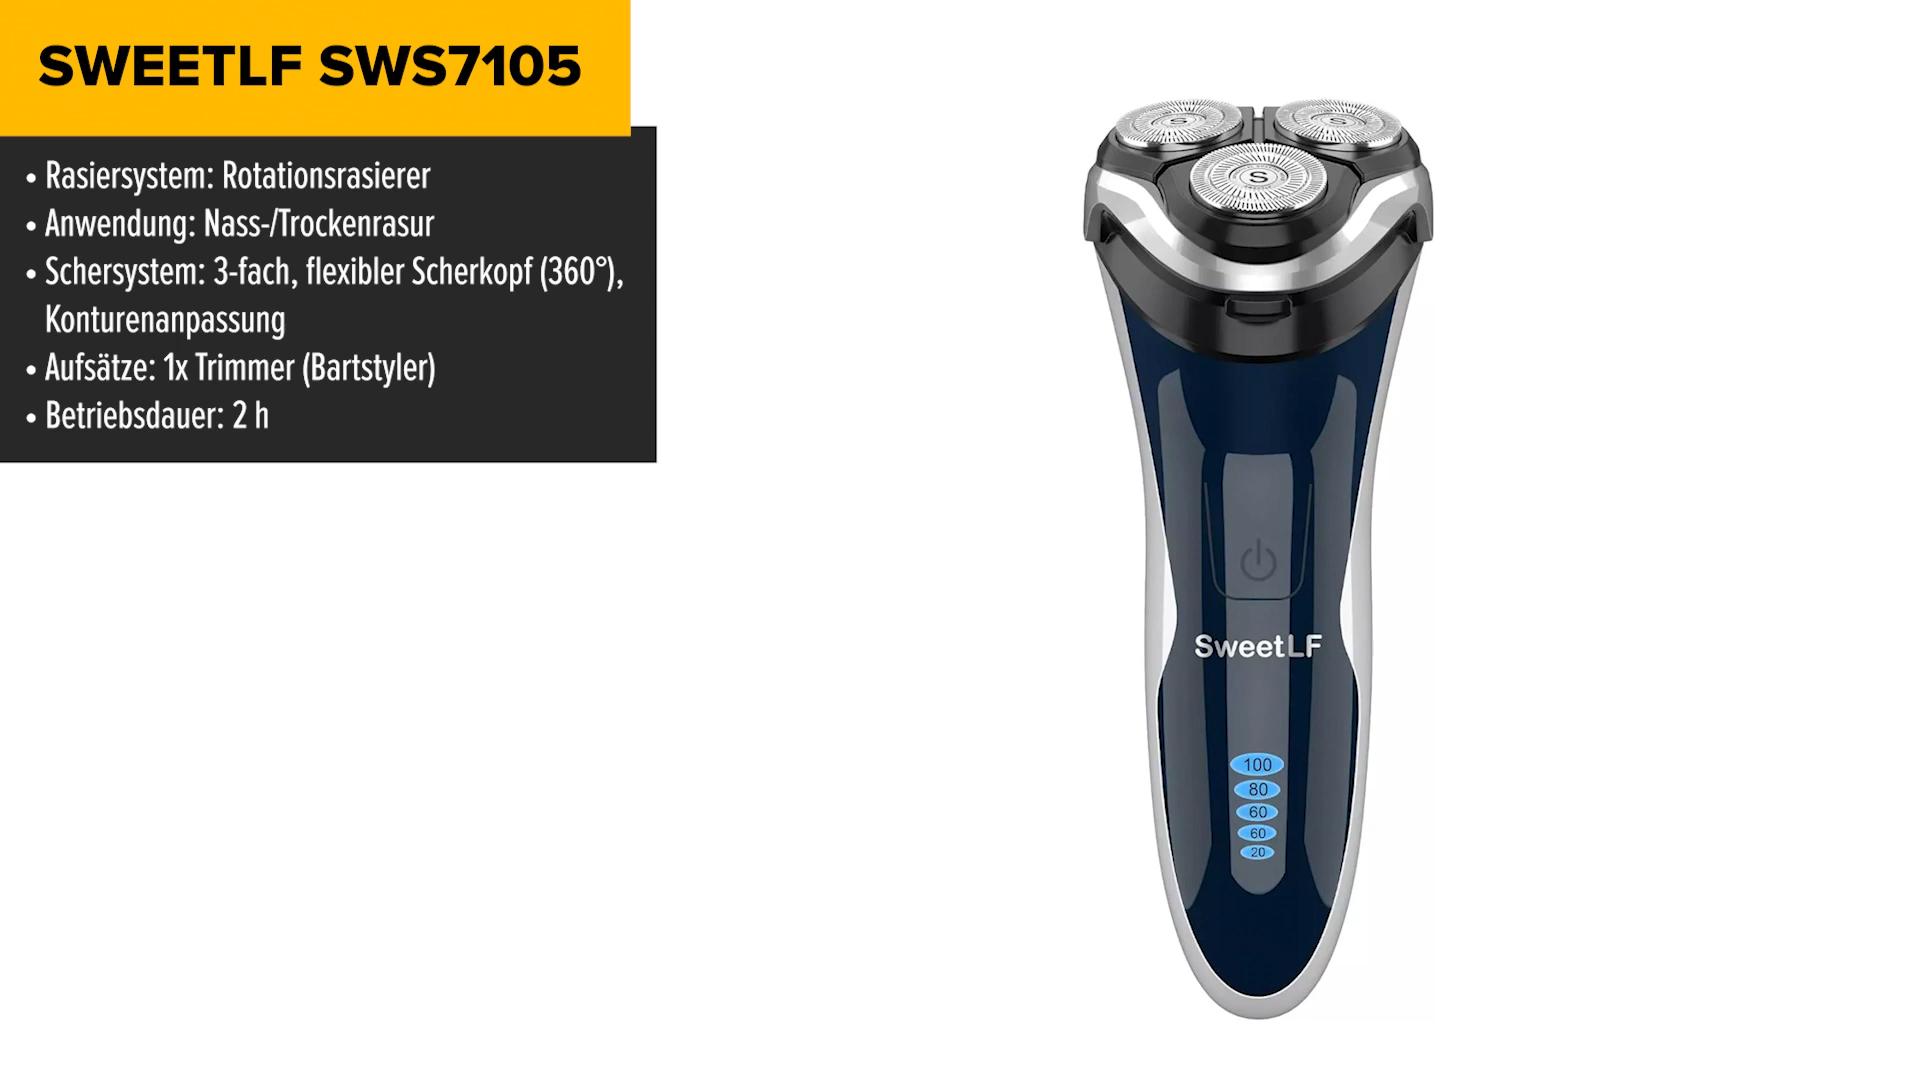 SWEETLF SWS7105
• Rasiersystem: Rotationsrasierer
• Anwendung: Nass-/Trockenrasur
• Schersystem: 3-fach, flexibler Scherkopf (360°),
Konturenanpassung
• Aufsätze: 1x Trimmer (Bartstyler)
• Betriebsdauer: 2 h
S
S
S
SweetLF
100
80
60
60
20